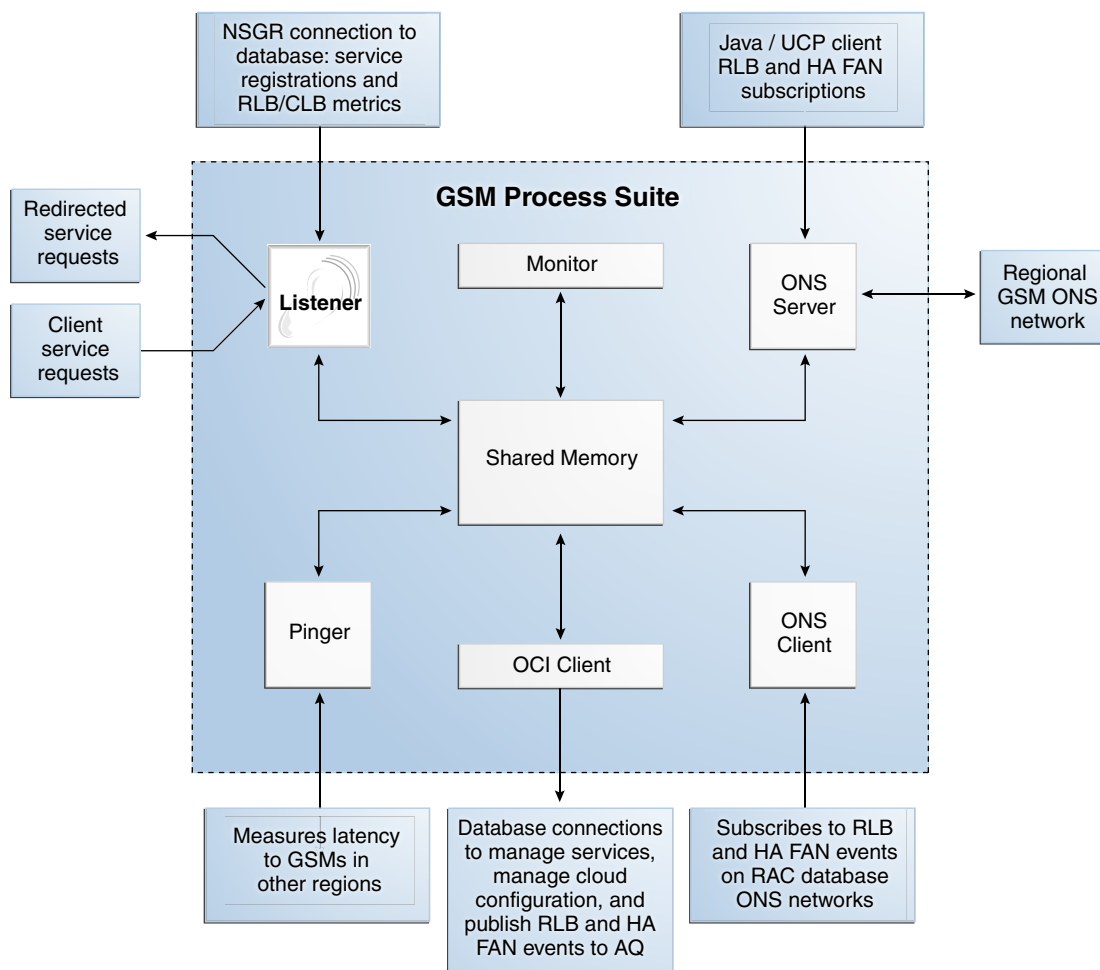 NSGR connection to
database: service
registrations and
RLB/CLB metrics
Java / UCP client
RLB and HA FAN
subscriptions
GSM Process Suite
Redirected
service
requests
Client
service
requests
Listener
Monitor
ONS
Server
Regional
GSM ONS
network
Shared Memory
Pinger
OCI Client
ONS
Client
Measures latency
to GSMs in
other regions
Database connections
to manage services,
manage cloud
configuration, and
publish RLB and HA
FAN events to AQ
Subscribes to RLB
and HA FAN events
on RAC database
ONS networks